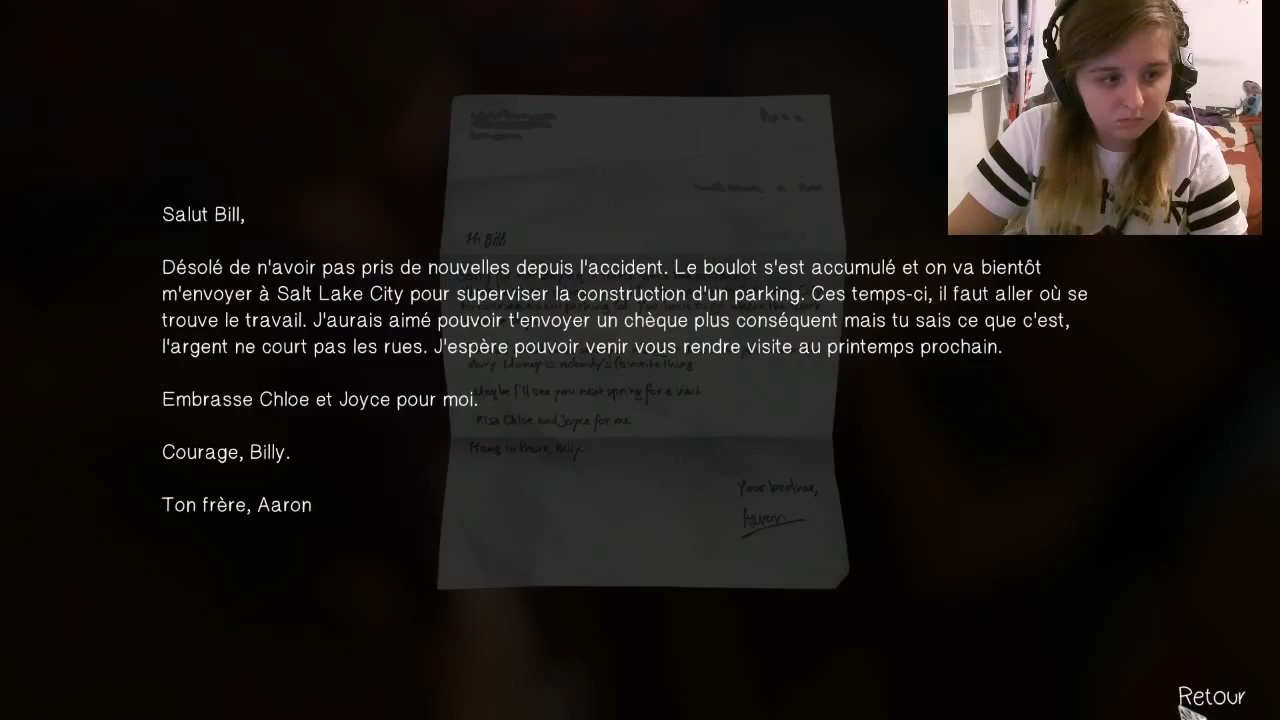 Salut Bill,
Désolé de n'avoir pas pris de nouvelles depuis l'accident. Le boulot s'est accumulé et on va bientôt
m'envoyer à Salt Lake City pour superviser la construction d'un parking. Ces temps-ci, il faut aller où se
trouve le travail. J'aurais aimé pouvoir t'envoyer un chèque plus conséquent mais tu sais ce que c'est,
l'argent ne court pas les rues. J'espère pouvoir venir vous rendre visite au printemps prochain.
Embrasse Chloe et Joyce pour moi.
Courage, Billy.
Ton frère, Aaron
Hi Bill
Money is nobody's favorite thing
Maybe I'll see you next spring for a visit
Kiss Chloe and Joyce for me
Hang in there, Billy.
Your brother,
Aaron
Retour